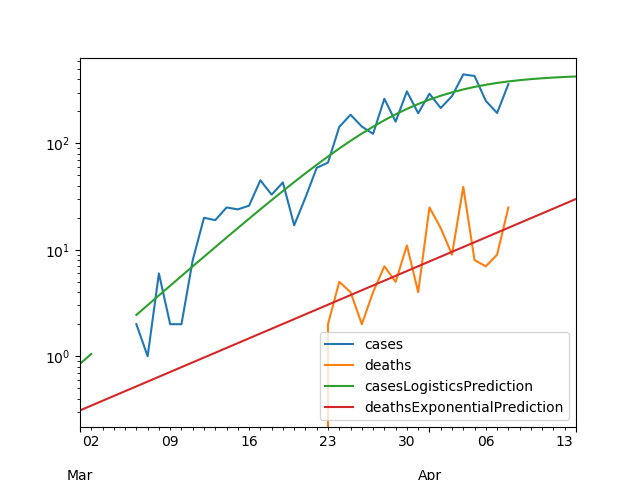 10²
10¹
10⁰
cases
deaths
casesLogisticsPrediction
deathsExponentialPrediction
02 09 16 23 30 06 13
Mar Apr